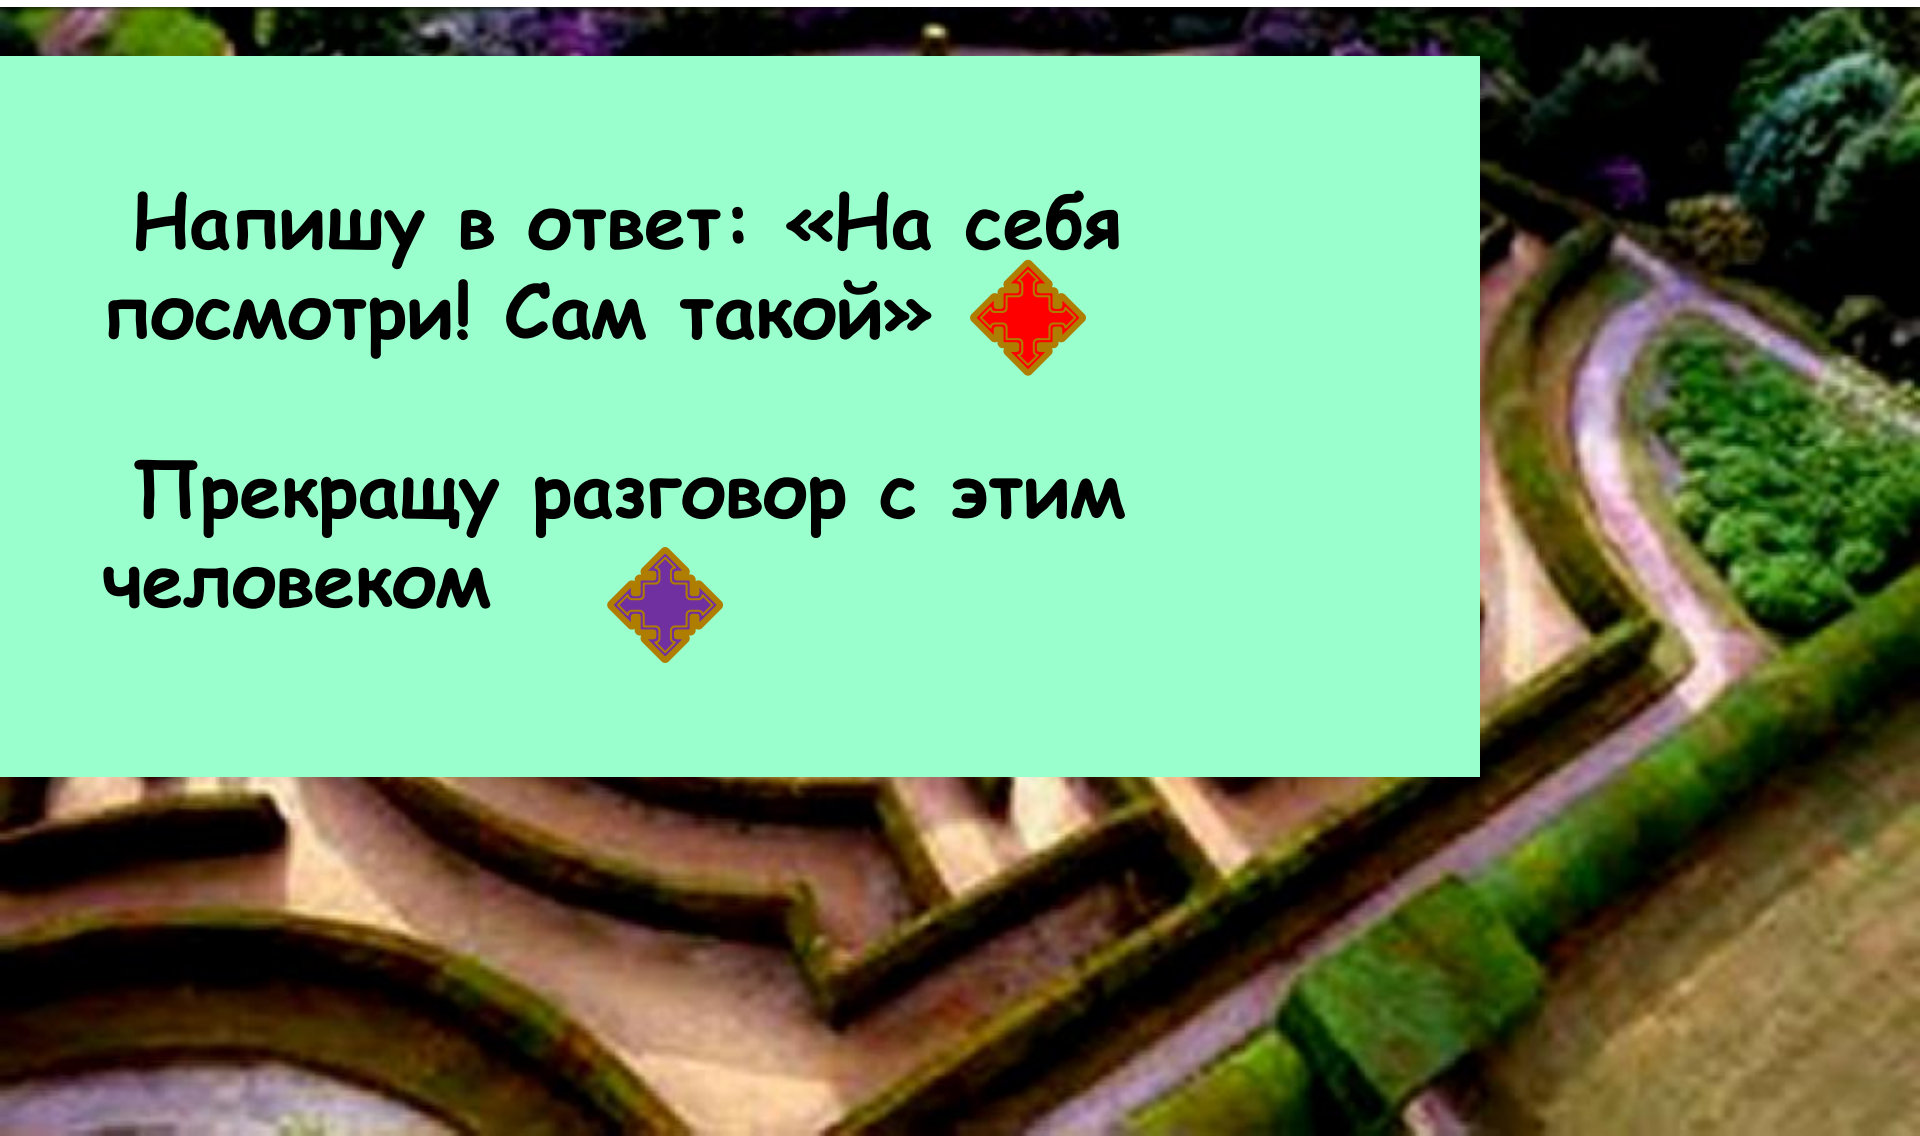 Напишу в ответ: «На себя
посмотри! Сам такой»
Прекращу разговор с этим
человеком